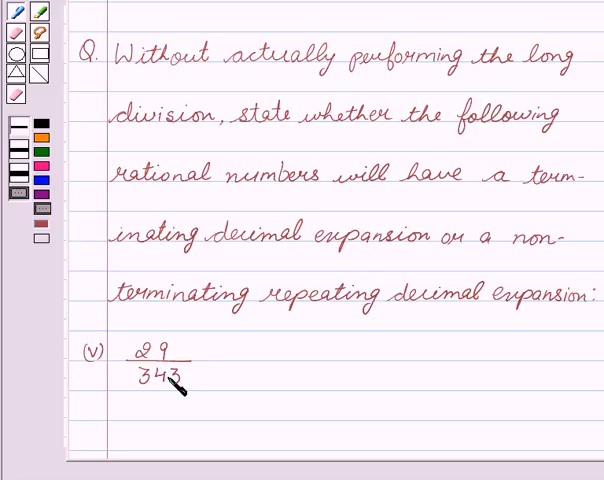 Q. Without actually performing the long
division, state whether the following
rational numbers will have a term-
inating decimal expansion or a non-
terminating repeating decimal expansion:
(v) 29
343